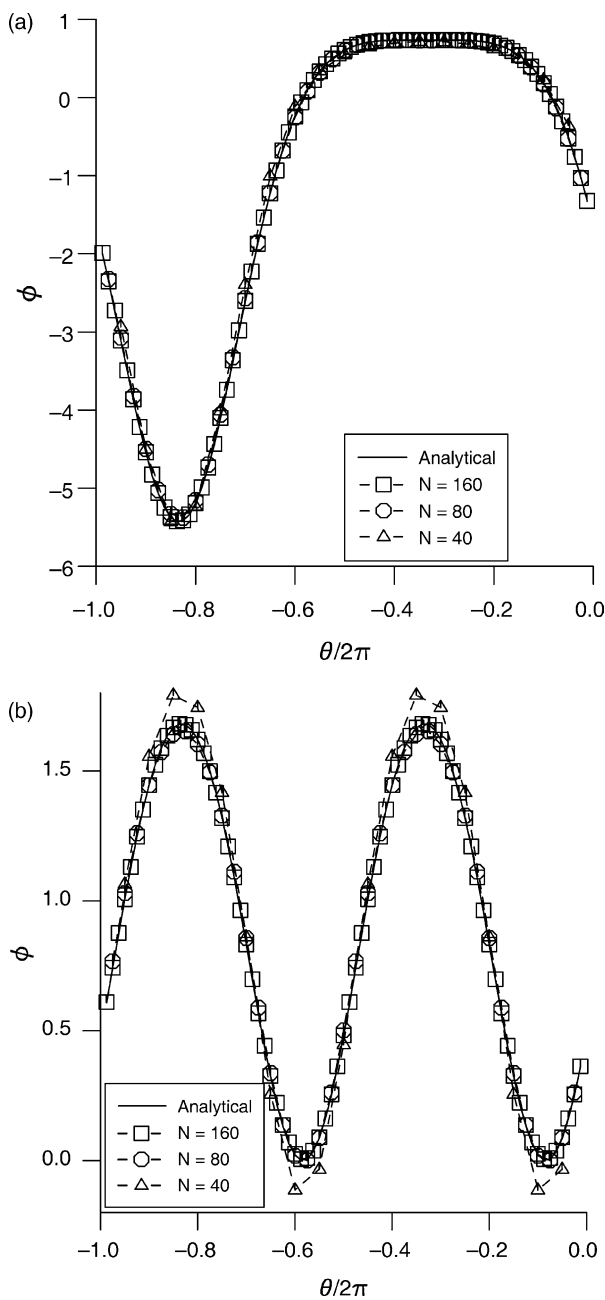 (a)
1
0
−1
−2
−3
−4
−5
−6
ϕ
Analytical
N = 160
N = 80
N = 40
−1.0 −0.8 −0.6 −0.4 −0.2 0.0
θ/2π
(b)
1.5
1.0
0.5
0.0
ϕ
Analytical
N = 160
N = 80
N = 40
−1.0 −0.8 −0.6 −0.4 −0.2 0.0
θ/2π